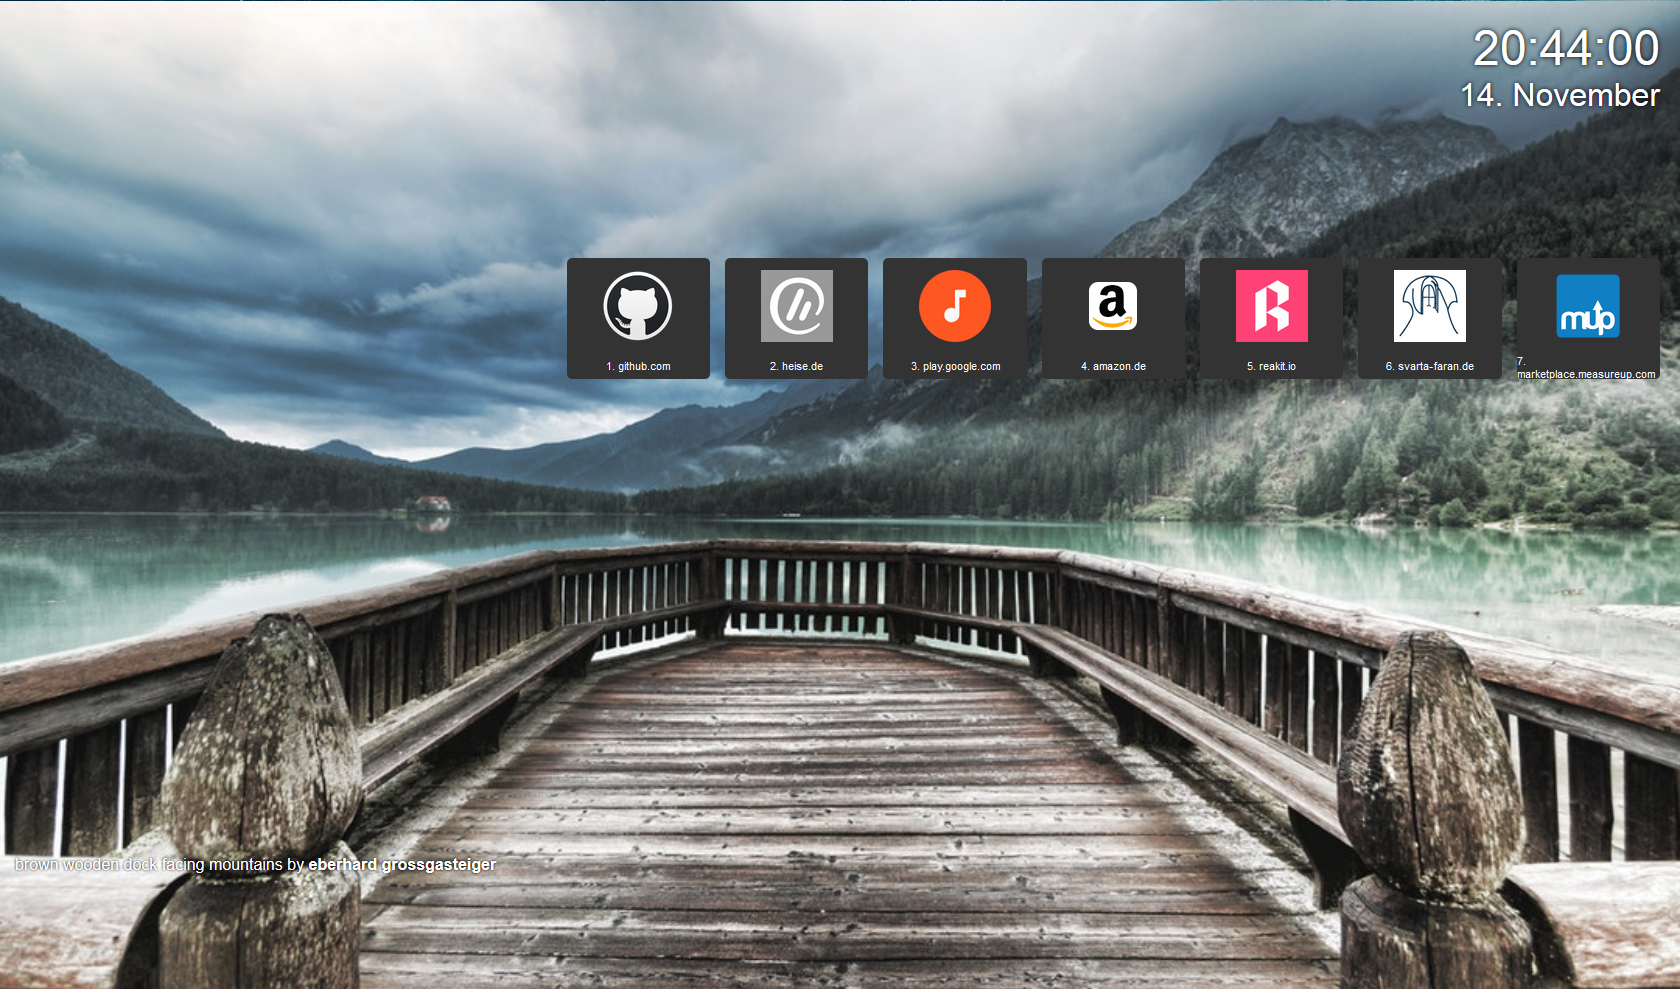 20:44:00
14. November
a
mup
1. github.com
2. heise.de
3. play.google.com
4. amazon.de
5. reakit.io
6. svarta-faran.de
7.
marketplace.measureup.com
brown wooden dock facing mountains by eberhard grossgasteiger